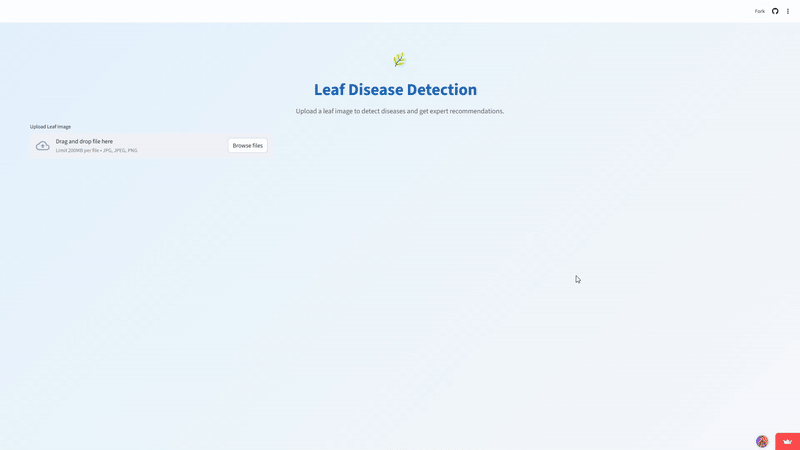 Fork
Leaf Disease Detection
Upload a leaf image to detect diseases and get expert recommendations.
Upload Leaf Image
Drag and drop file here
Limit 200MB per file • JPG, JPEG, PNG
Browse files